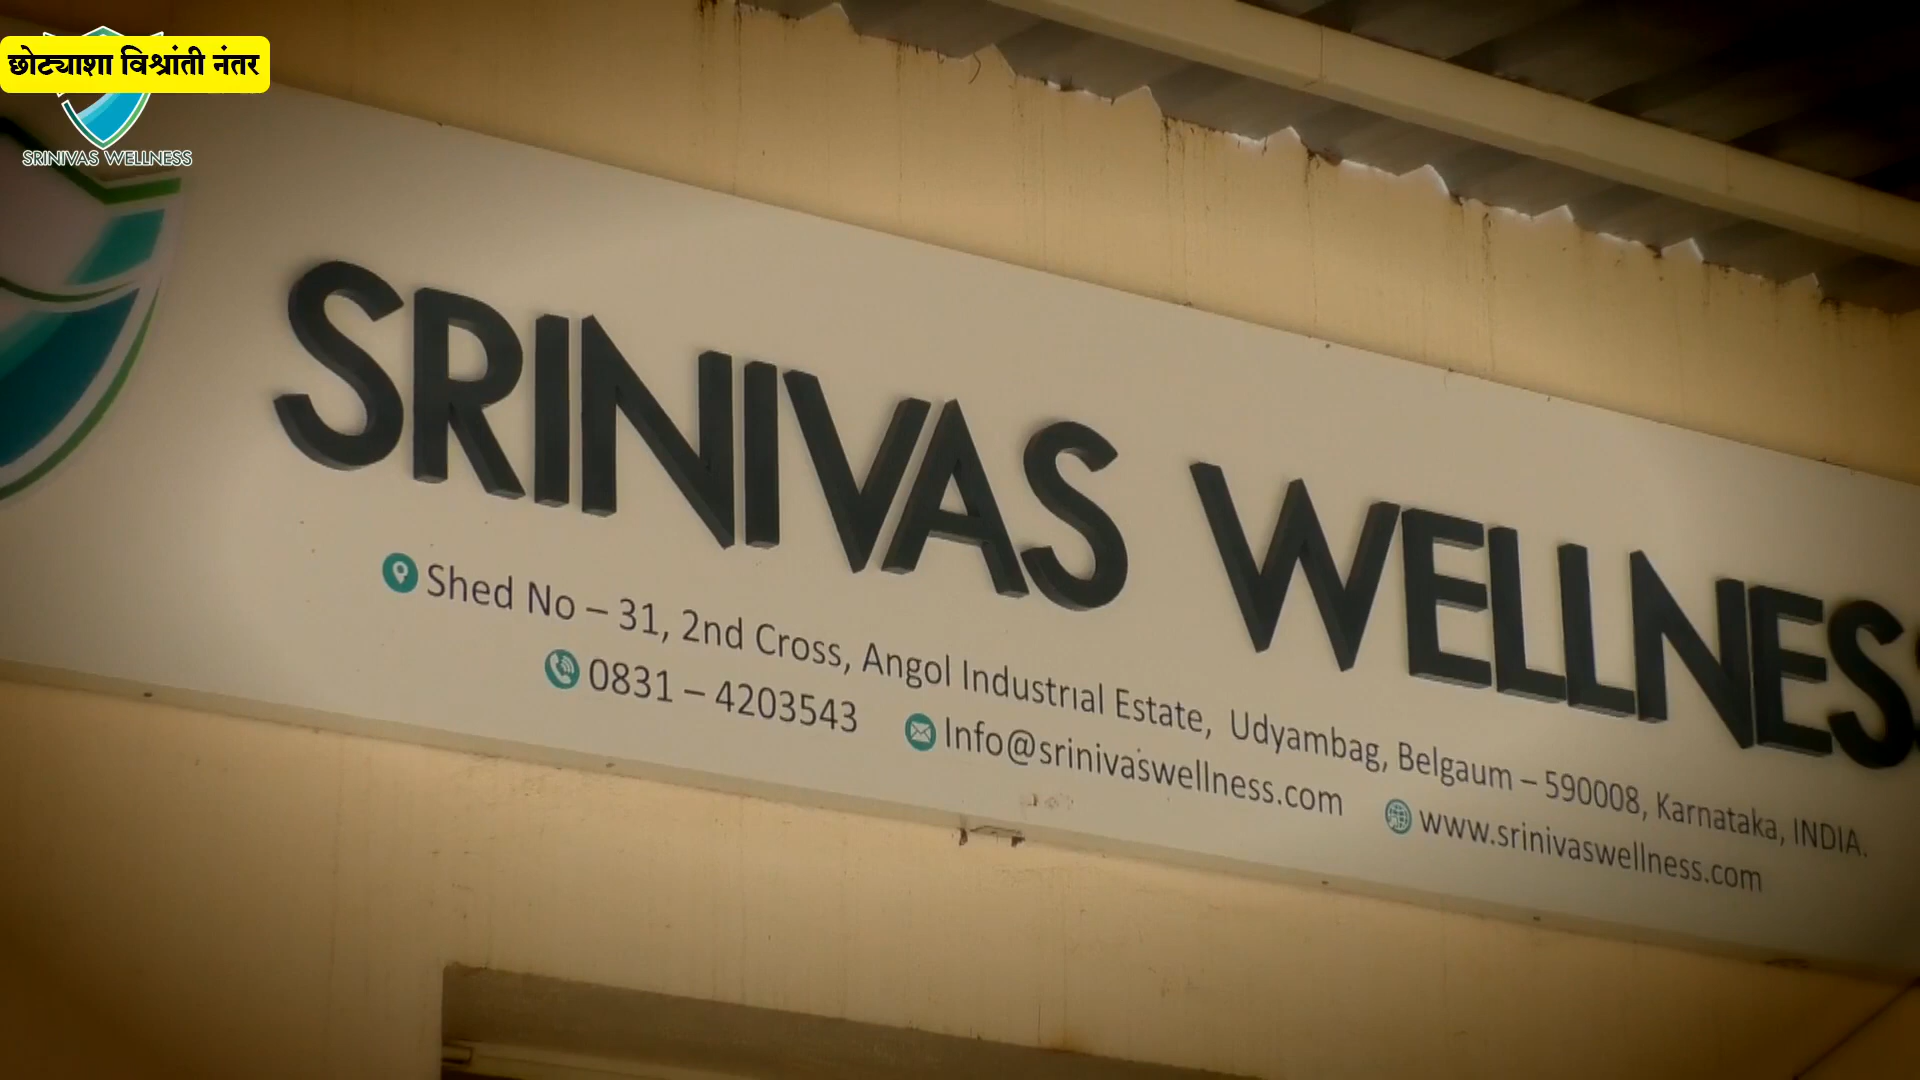 छोट्याशा विश्रांती नंतर
SRINIVAS WELLNESS
SRINIVAS WELLNESS
Shed No – 31, 2nd Cross, Angol Industrial Estate, Udyambag, Belgaum – 590008, Karnataka, INDIA.
0831 – 4203543 Info@srinivaswellness.com www.srinivaswellness.com